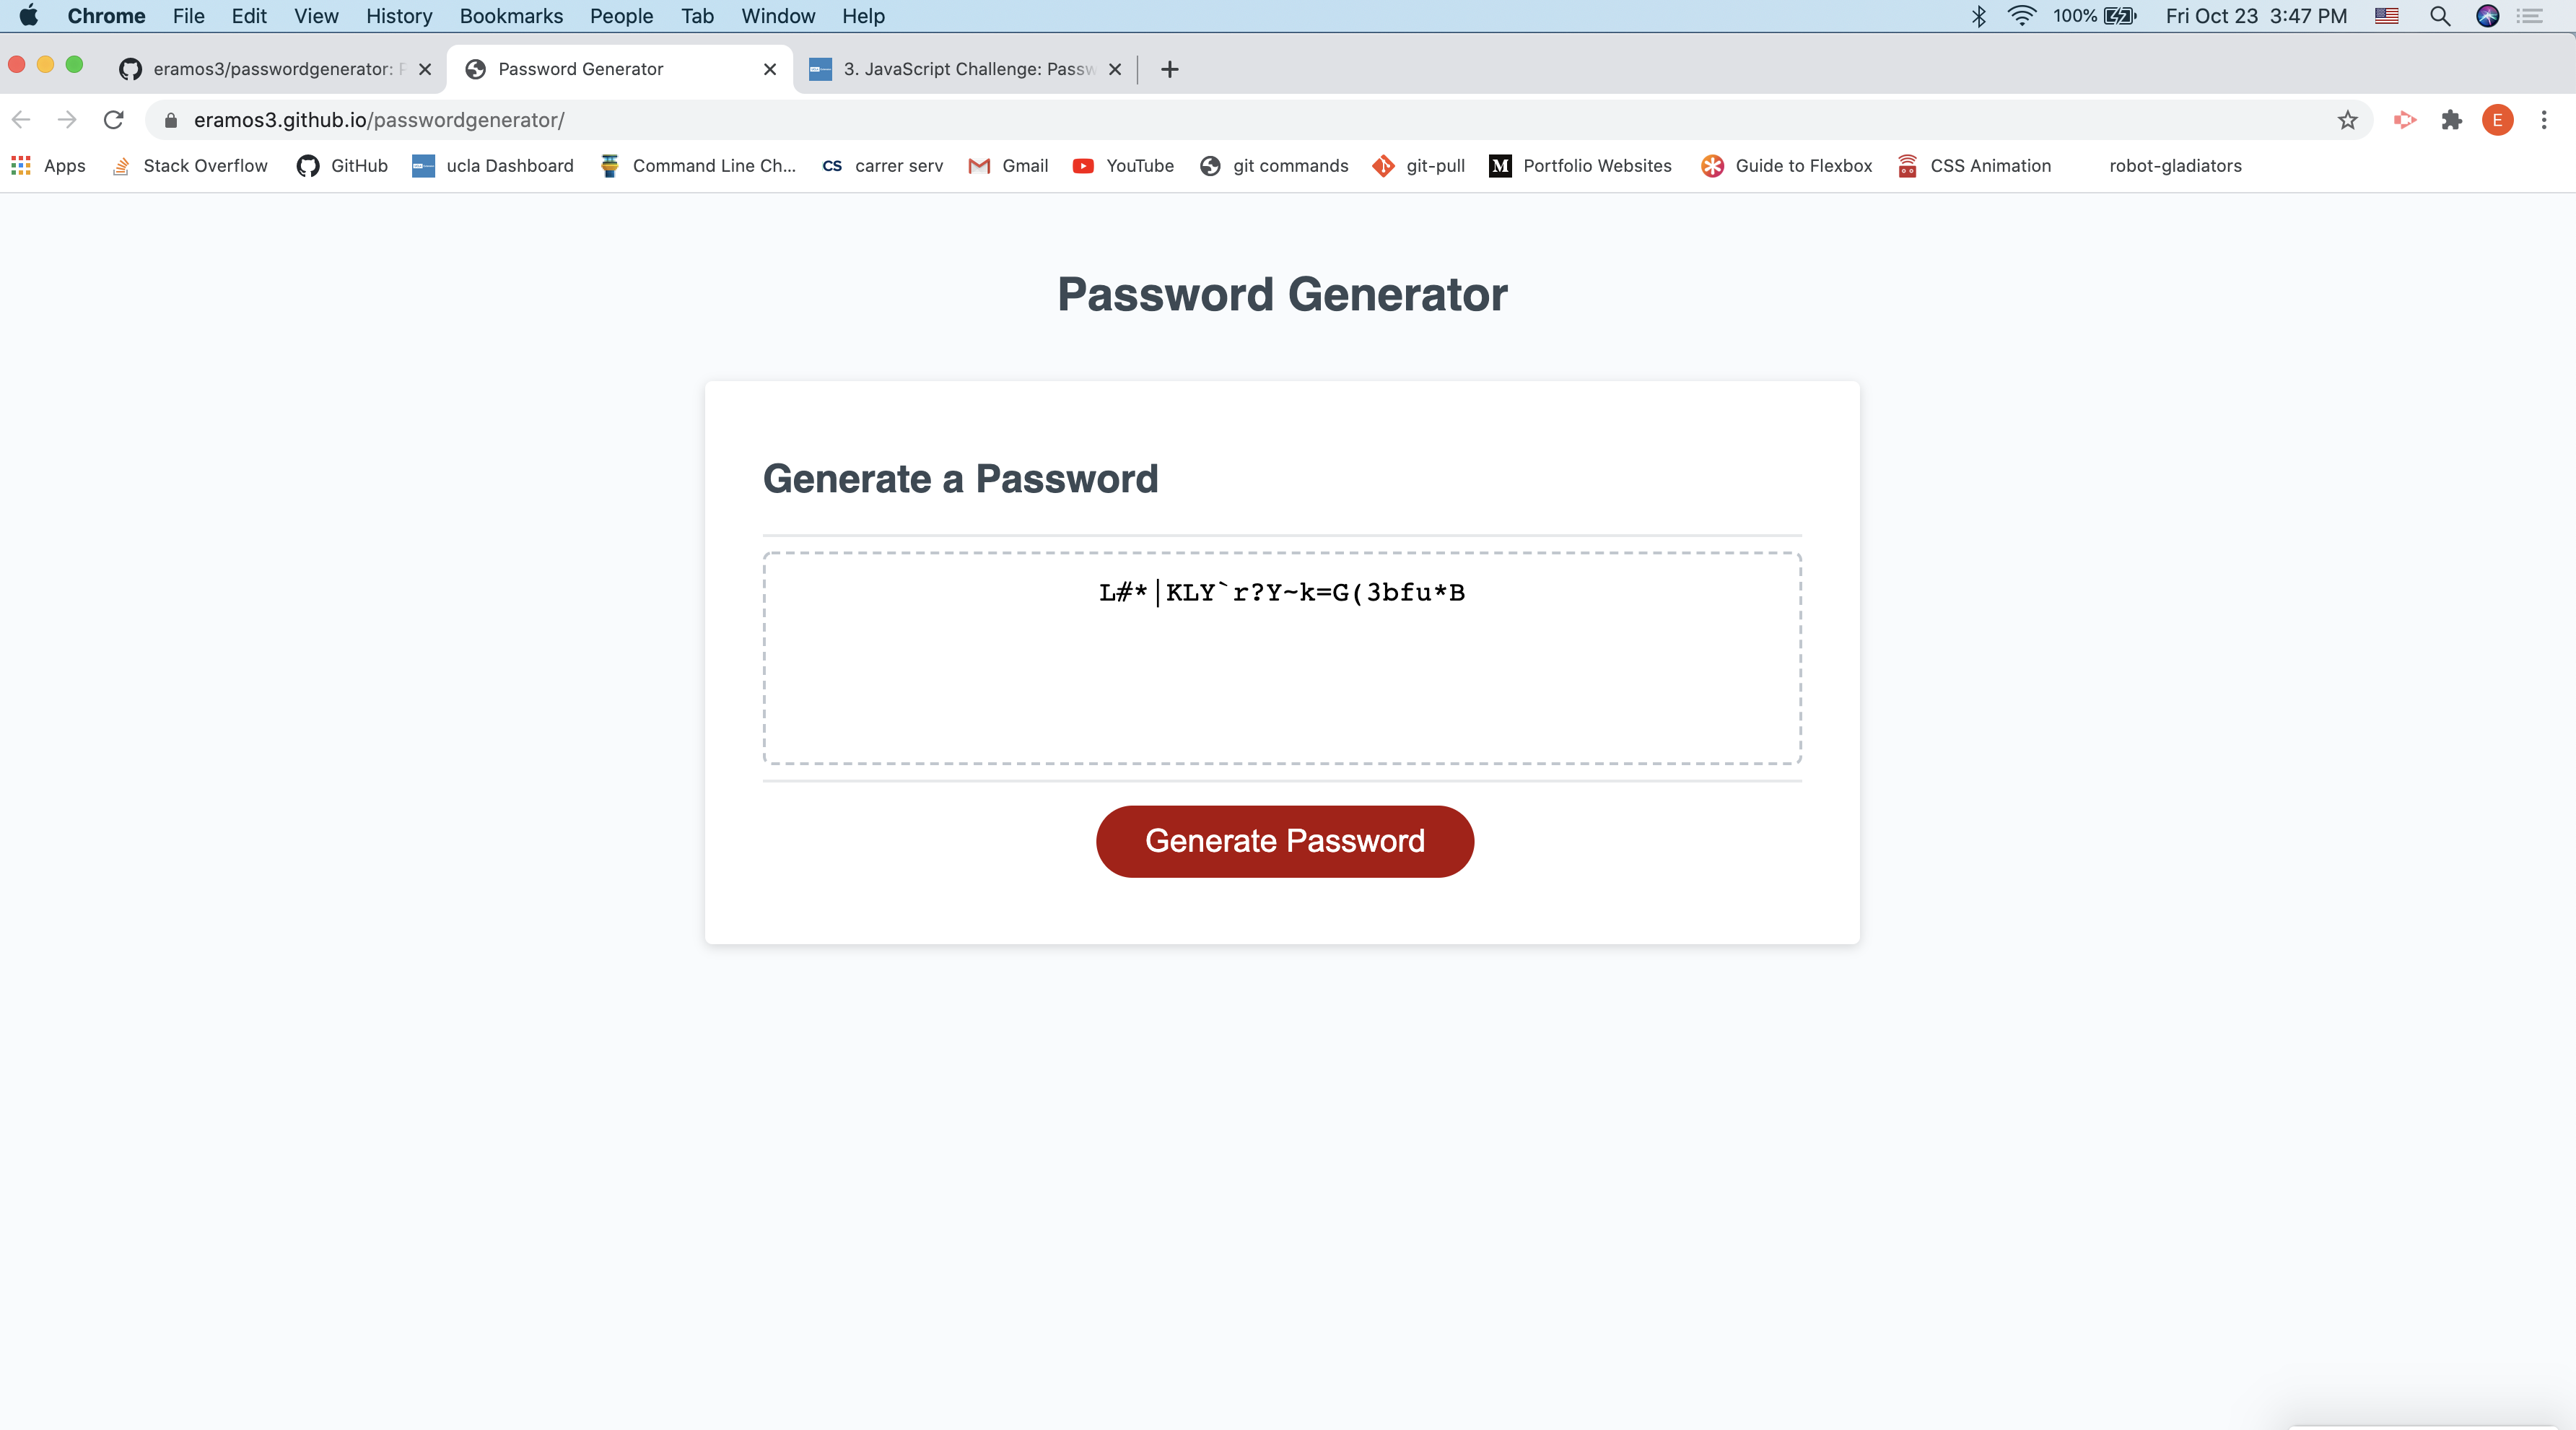 Chrome File Edit View History Bookmarks People Tab Window Help 100% Fri Oct 23 3:47 PM
eramos3/passwordgenerator: Password Generator 3. JavaScript Challenge: Passw
eramos3.github.io/passwordgenerator/ E
Apps Stack Overflow GitHub ucla Dashboard Command Line Ch... CS carrer serv Gmail YouTube git commands git-pull M Portfolio Websites Guide to Flexbox CSS Animation robot-gladiators
Password Generator
Generate a Password
L#*|KLY`r?Y~k=G(3bfu*B
Generate Password